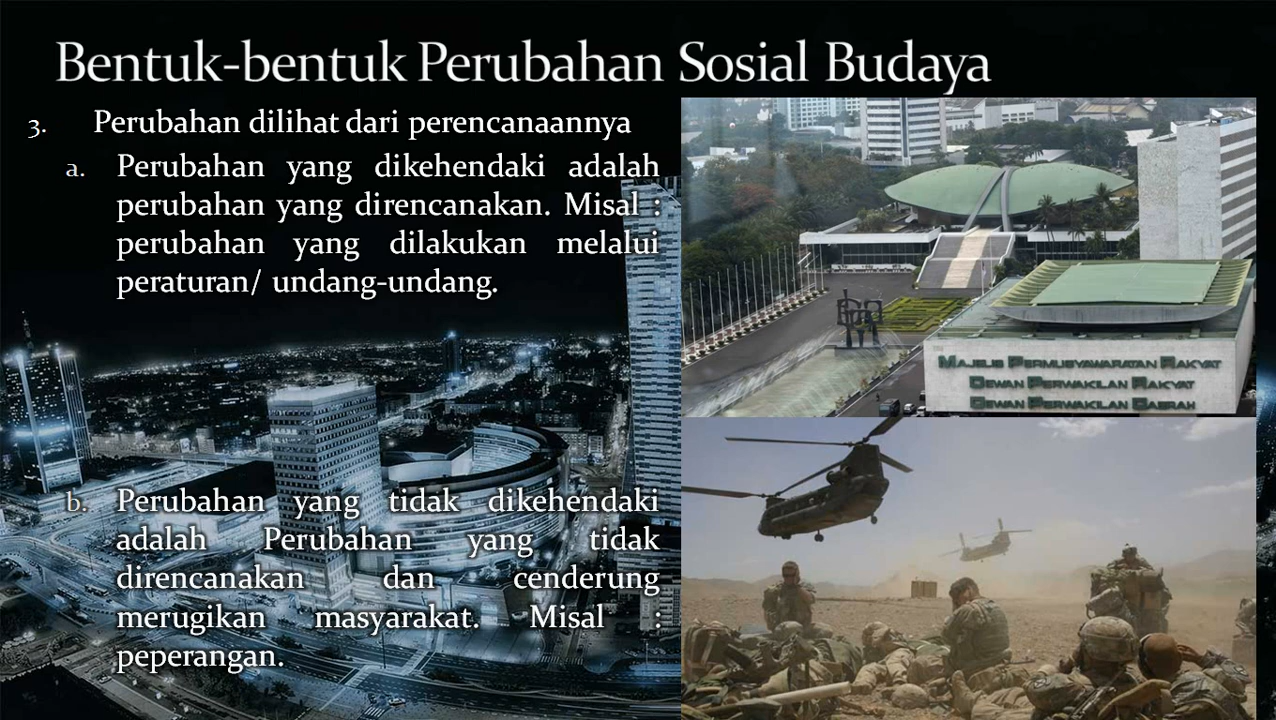 Bentuk-bentuk Perubahan Sosial Budaya
3. Perubahan dilihat dari perencanaannya
a. Perubahan yang dikehendaki adalah
perubahan yang direncanakan. Misal :
perubahan yang dilakukan melalui
peraturan/ undang-undang.
b. Perubahan yang tidak dikehendaki
adalah Perubahan yang tidak
direncanakan dan cenderung
merugikan masyarakat. Misal :
peperangan.
MAJELIS PERMUSYAWARATAN RAKYAT
DEWAN PERWAKILAN RAKYAT
DEWAN PERWAKILAN DAERAH